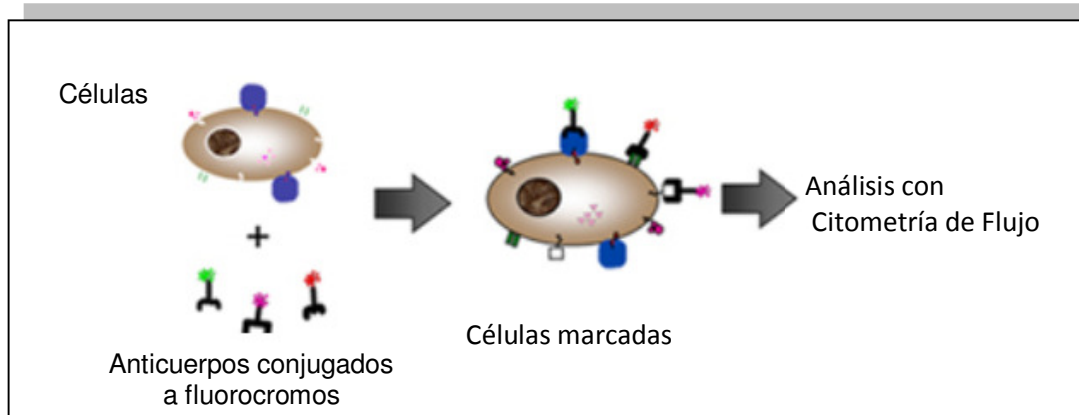 Células
+
Anticuerpos conjugados
a fluorocromos
Células marcadas
Análisis con
Citometría de Flujo